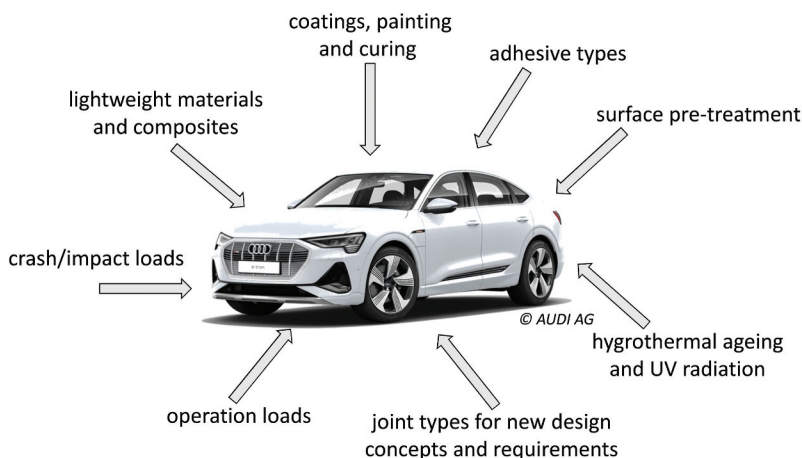 coatings, painting
and curing
adhesive types
lightweight materials
and composites
surface pre-treatment
crash/impact loads
© AUDI AG
hygrothermal ageing
and UV radiation
operation loads
joint types for new design
concepts and requirements